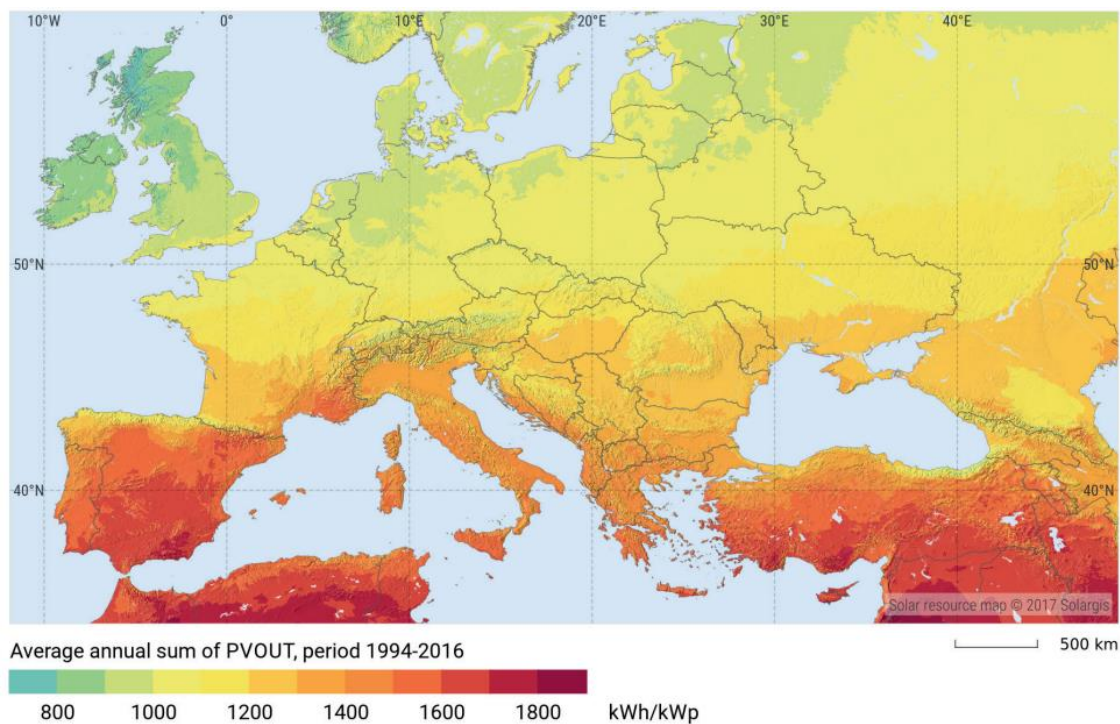 10°W 0° 10°E 20°E 30°E 40°E
50°N 50°N
40°N 40°N
Solar resource map © 2017 Solargis
500 km
Average annual sum of PVOUT, period 1994-2016
800 1000 1200 1400 1600 1800 kWh/kWp